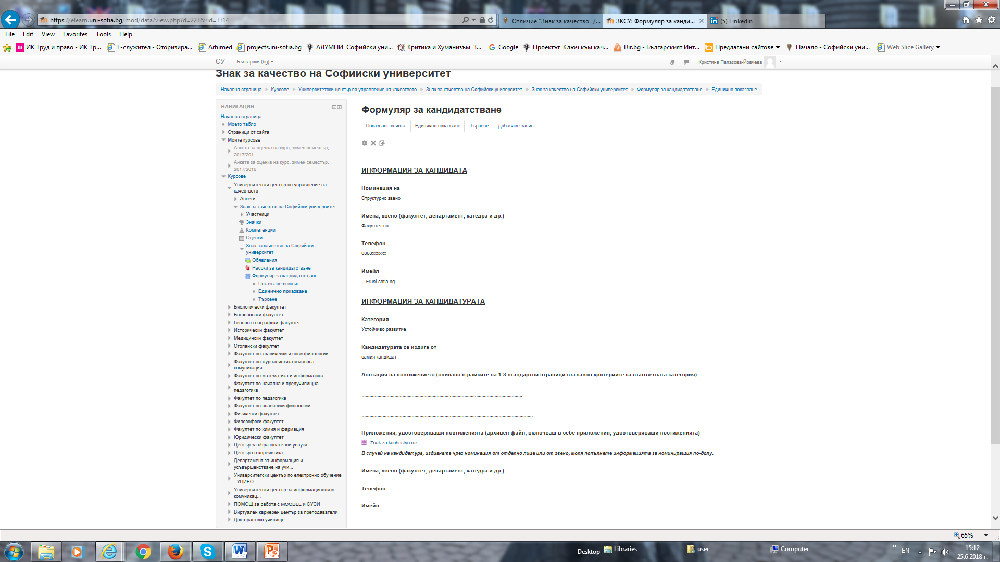 https://elearn.uni-sofia.bg/mod/data/view.php?d=223&rid=3314
Отличие "Знак за качество" /...
ЗКСУ: Формуляр за канди...
(5) LinkedIn
File Edit View Favorites Tools Help
ИК Труд и право - ИК Тр...
Е-служител - Оторизира...
Arhimed
projects.ini-sofia.bg
АЛУМНИ Софийски уни...
Критика и Хуманизъм З...
Google
Проектът Ключ към кач...
Dir.bg - Българският Инт...
Предлагани сайтове
Начало - Софийски уни...
Web Slice Gallery
СУ Български (bg)
Кристина Папазова-Йовчева
Знак за качество на Софийски университет
Начална страница Курсове Университетски център по управление на качеството Знак за качество на Софийски университет Знак за качество на Софийски университет Формуляр за кандидатстване Единично показване
НАВИГАЦИЯ
Начална страница
Моето табло
Страници от сайта
Моите курсове
Анкета за оценка на курс, зимен семестър,
2017/201...
Анкета за оценка на курс, зимен семестър,
2017/2018
Курсове
Университетски център по управление на
качеството
Анкети
Знак за качество на Софийски университет
Участници
Значки
Компетенции
Оценки
Знак за качество на Софийски
университет
Обявления
Насоки за кандидатстване
Формуляр за кандидатстване
Показване списък
Единично показване
Търсене
Биологически факултет
Богословски факултет
Геолого-географски факултет
Исторически факултет
Медицински факултет
Стопански факултет
Факултет по класически и нови филологии
Факултет по журналистика и масова
комуникация
Факултет по математика и информатика
Факултет по начална и предучилищна
педагогика
Факултет по педагогика
Факултет по славянски филологии
Физически факултет
Философски факултет
Факултет по химия и фармация
Юридически факултет
Център за образователни услуги
Център по кореистика
Департамент за информация и
усъвършенстване на учи...
Университетски център по електронно обучение
- УЦИЕО
Университетски център за информационни и
комуникац...
ПОМОЩ за работа с MOODLE и СУСИ
Виртуален кариерен център за преподаватели
Докторантско училище
Формуляр за кандидатстване
Показване списък Единично показване Търсене Добавяне запис
ИНФОРМАЦИЯ ЗА КАНДИДАТА
Номинация на
Структурно звено
Имена, звено (факултет, департамент, катедра и др.)
Факултет по.......
Телефон
0888xxxxxx
Имейл
...@uni-sofia.bg
ИНФОРМАЦИЯ ЗА КАНДИДАТУРАТА
Категория
Устойчиво развитие
Кандидатурата се издига от
самия кандидат
Анотация на постижението (описано в рамките на 1-3 стандартни страници съгласно критериите за съответната категория)
Приложения, удостоверяващи постиженията (архивен файл, включващ в себе приложения, удостоверяващи постиженията)
Znak za kachestvo.rar
В случай на кандидатура, издигната чрез номинация от отделно лице или от звено, моля попълнете информацията за номиниращия по-долу.
Имена, звено (факултет, департамент, катедра и др.)
Телефон
Имейл
65%
Desktop Libraries user Computer EN
15:12
25.6.2018 г.